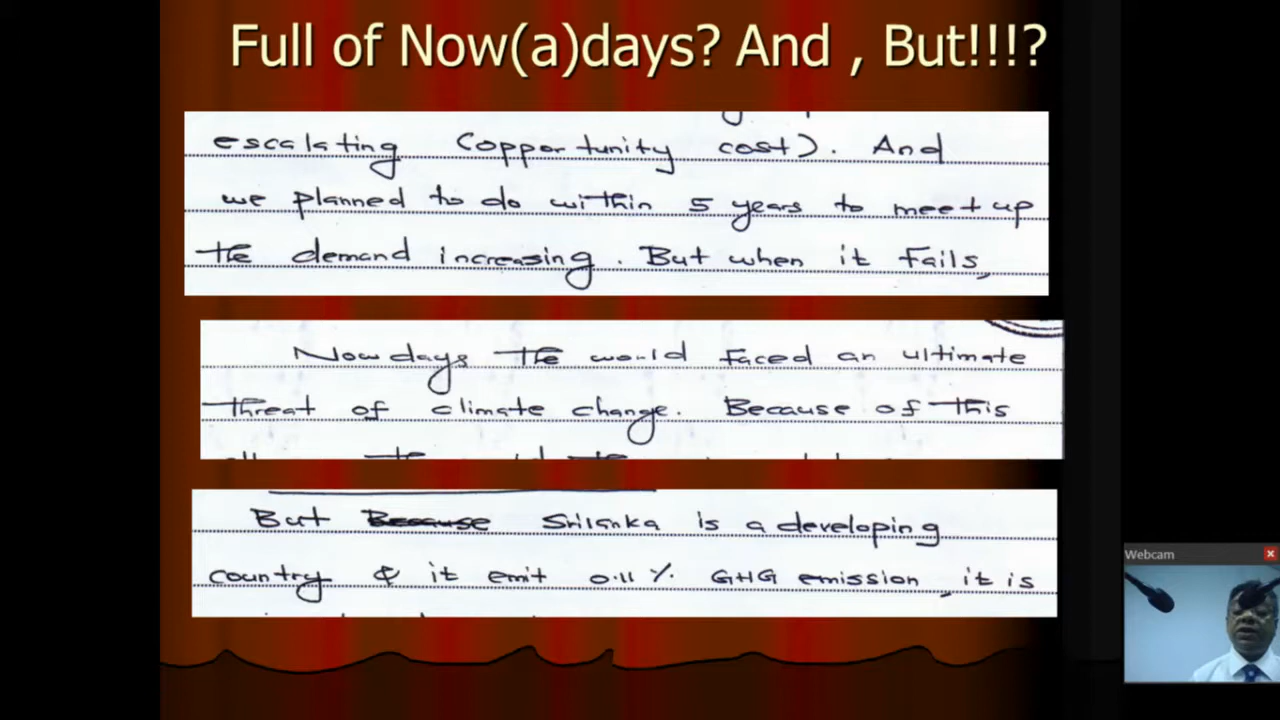 Full of Now(a)days? And , But!!!?
escalating (opportunity cost). And
we planned to do within 5 years to meet up
the demand increasing. But when it fails,
Nowdays the would faced an ultimate
threat of climate change. Because of this
But Because Srilanka is a developing
country & it emit 0.11 %. GHG emission, it is
Webcam